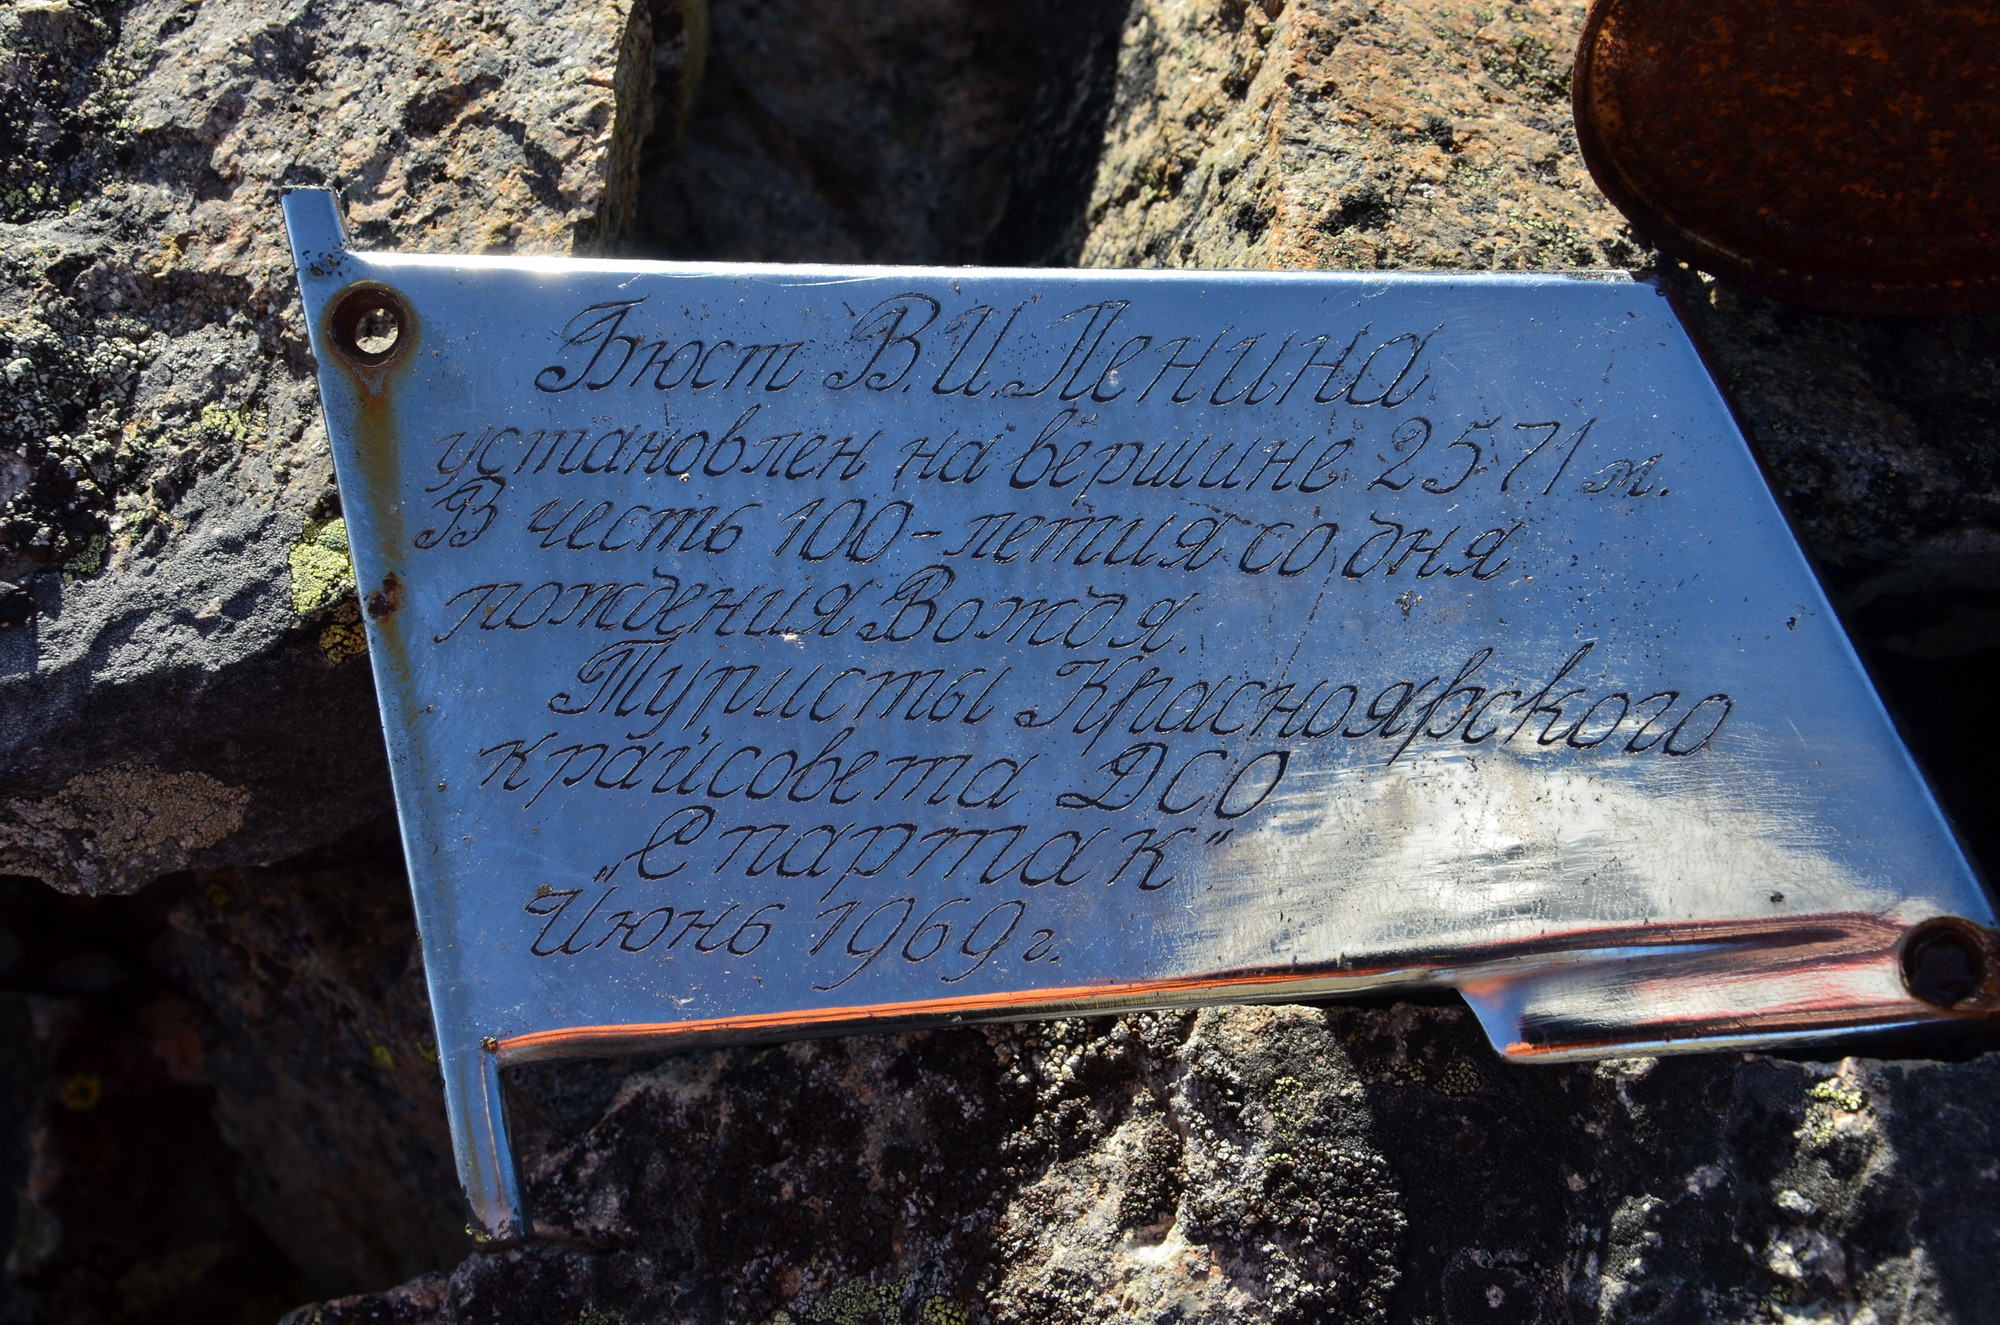 Бюст В.И.Ленина
установлен на вершине 2571 м.
В честь 100-летия со дня
рождения Вождя.
Туристы Красноярского
крайсовета ДСО
„Спартак"
Июнь 1969г.